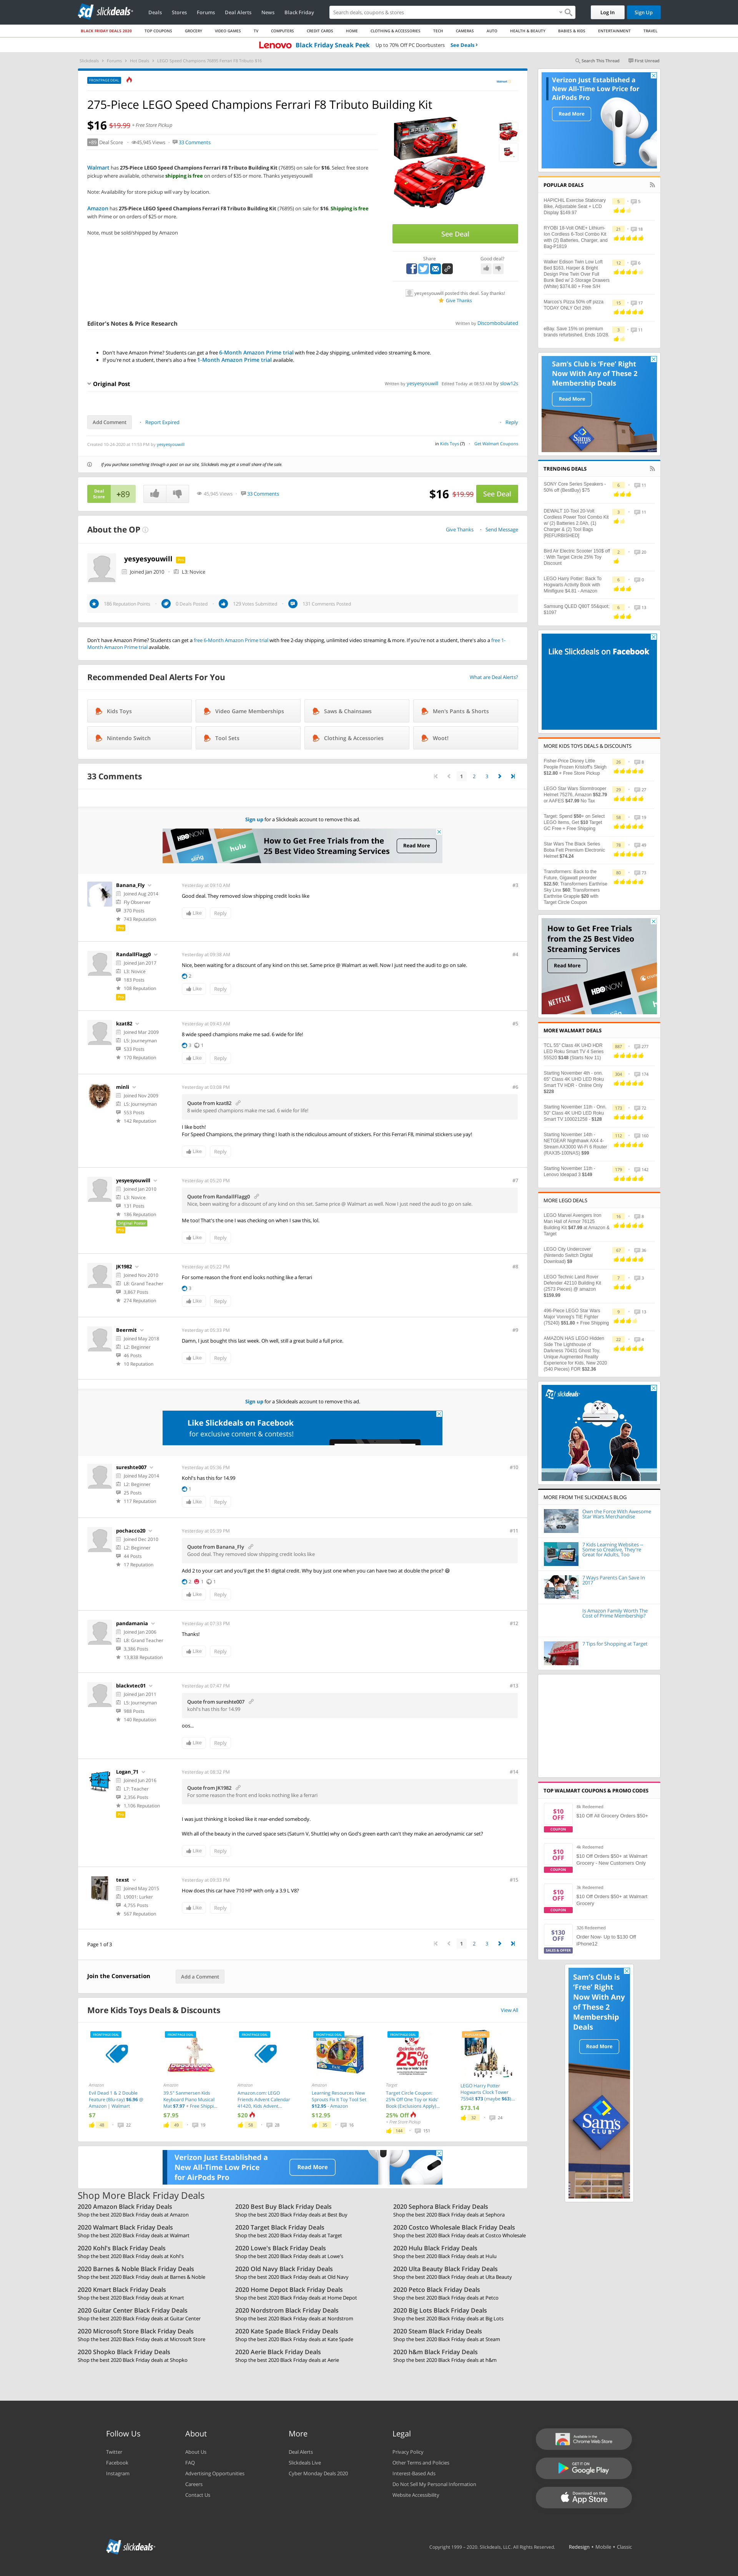 slickdeals
Deals Stores Forums Deal Alerts News Black Friday
Search deals, coupons & stores
Log In Sign Up
BLACK FRIDAY DEALS 2020 TOP COUPONS GROCERY VIDEO GAMES TV COMPUTERS CREDIT CARDS HOME CLOTHING & ACCESSORIES TECH CAMERAS AUTO HEALTH & BEAUTY BABIES & KIDS ENTERTAINMENT TRAVEL
Lenovo Black Friday Sneak Peek Up to 70% Off PC Doorbusters See Deals
Slickdeals > Forums > Hot Deals > LEGO Speed Champions 76895 Ferrari F8 Tributo $16
Search This Thread First Unread
FRONTPAGE DEAL
275-Piece LEGO Speed Champions Ferrari F8 Tributo Building Kit
$16 $19.99 + Free Store Pickup
+89 Deal Score 45,945 Views 33 Comments
Walmart has 275-Piece LEGO Speed Champions Ferrari F8 Tributo Building Kit (76895) on sale for $16. Select free store
pickup where available, otherwise shipping is free on orders of $35 or more. Thanks yesyesyouwill
Note: Availability for store pickup will vary by location.
Amazon has 275-Piece LEGO Speed Champions Ferrari F8 Tributo Building Kit (76895) on sale for $16. Shipping is free
with Prime or on orders of $25 or more.
Note, must be sold/shipped by Amazon
See Deal
Share Good deal?
yesyesyouwill posted this deal. Say thanks!
Give Thanks
Editor's Notes & Price Research
Written by Discombobulated
Don't have Amazon Prime? Students can get a free 6-Month Amazon Prime trial with free 2-day shipping, unlimited video streaming & more.
If you're not a student, there's also a free 1-Month Amazon Prime trial available.
Original Post
Written by yesyesyouwill Edited Today at 08:53 AM by slow12s
Add Comment Report Expired Reply
Created 10-26-2020 at 11:53 PM by yesyesyouwill
in Kids Toys (7) Get Walmart Coupons
If you purchase something through a post on our site, Slickdeals may get a small share of the sale.
Deal Score +89 45,945 Views 33 Comments $16 $19.99 See Deal
About the OP
Give Thanks Send Message
yesyesyouwill Pro
Joined Jan 2010 L3: Novice
186 Reputation Points 0 Deals Posted 129 Votes Submitted 131 Comments Posted
Don't have Amazon Prime? Students can get a free 6-Month Amazon Prime trial with free 2-day shipping, unlimited video streaming & more. If you're not a student, there's also a free 1-
Month Amazon Prime trial available.
Recommended Deal Alerts For You
What are Deal Alerts?
Kids Toys Video Game Memberships Saws & Chainsaws Men's Pants & Shorts
Nintendo Switch Tool Sets Clothing & Accessories Woot!
33 Comments
1 2 3
Sign up for a Slickdeals account to remove this ad.
How to Get Free Trials from the
25 Best Video Streaming Services
Read More
Banana_Fly
Joined Aug 2014
Fly Observer
370 Posts
743 Reputation
Pro
Yesterday at 09:10 AM #3
Good deal. They removed slow shipping credit looks like
Like Reply
RandallFlagg0
Joined Jan 2017
L3: Novice
183 Posts
108 Reputation
Pro
Yesterday at 09:38 AM #4
Nice, been waiting for a discount of any kind on this set. Same price @ Walmart as well. Now I just need the audi to go on sale.
2
Like Reply
kzat82
Joined Mar 2009
L5: Journeyman
533 Posts
170 Reputation
Yesterday at 09:43 AM #5
8 wide speed champions make me sad. 6 wide for life!
3 1
Like Reply
minli
Joined Nov 2009
L5: Journeyman
553 Posts
142 Reputation
Yesterday at 03:08 PM #6
Quote from kzat82
8 wide speed champions make me sad. 6 wide for life!
I like both!
For Speed Champions, the primary thing I loath is the ridiculous amount of stickers. For this Ferrari F8, minimal stickers use yay!
Like Reply
yesyesyouwill
Joined Jan 2010
L3: Novice
131 Posts
186 Reputation
Original Poster
Pro
Yesterday at 05:20 PM #7
Quote from RandallFlagg0
Nice, been waiting for a discount of any kind on this set. Same price @ Walmart as well. Now I just need the audi to go on sale.
Me too! That's the one I was checking on when I saw this, lol.
Like Reply
JK1982
Joined Nov 2010
L8: Grand Teacher
3,867 Posts
274 Reputation
Yesterday at 05:22 PM #8
For some reason the front end looks nothing like a ferrari
3
Like Reply
Beermit
Joined May 2018
L2: Beginner
46 Posts
10 Reputation
Yesterday at 05:33 PM #9
Damn, I just bought this last week. Oh well, still a great build a full price.
Like Reply
Sign up for a Slickdeals account to remove this ad.
Like Slickdeals on Facebook
for exclusive content & contests!
sureshte007
Joined May 2014
L2: Beginner
25 Posts
117 Reputation
Yesterday at 05:36 PM #10
Kohl's has this for 14.99
1
Like Reply
pochacco20
Joined Dec 2010
L2: Beginner
44 Posts
17 Reputation
Yesterday at 05:39 PM #11
Quote from Banana_Fly
Good deal. They removed slow shipping credit looks like
Add 2 to your cart and you'll get the $1 digital credit. Why buy just one when you can have two at double the price?
2 1
Like Reply
pandamania
Joined Jan 2006
L8: Grand Teacher
3,386 Posts
13,838 Reputation
Yesterday at 07:33 PM #12
Thanks!
Like Reply
blackvtec01
Joined Jan 2011
L5: Journeyman
988 Posts
140 Reputation
Yesterday at 07:47 PM #13
Quote from sureshte007
kohl's has this for 14.99
oos...
Like Reply
Logan_71
Joined Jun 2016
L7: Teacher
2,356 Posts
1,106 Reputation
Pro
Yesterday at 08:32 PM #14
Quote from JK1982
For some reason the front end looks nothing like a ferrari
I was just thinking it looked like it rear-ended somebody.
With all of the beauty in the curved space sets (Saturn V, Shuttle) why on God's green earth can't they make an aerodynamic car set?
Like Reply
texst
Joined May 2015
L9001: Lurker
4,755 Posts
567 Reputation
Yesterday at 09:33 PM #15
How does this car have 710 HP with only a 3.9 L V8?
Like Reply
Page 1 of 3
1 2 3
Join the Conversation Add a Comment
More Kids Toys Deals & Discounts View All
Amazon
Evil Dead 1 & 2 Double
Feature (Blu-ray) $6.96 @
Amazon | Walmart
$7
Amazon
39.5" Sanmersen Kids
Keyboard Piano Musical
Mat $7.97 + Free Shippi...
$7.95
Amazon
Amazon.com: LEGO
Friends Advent Calendar
41420, Kids Advent...
$20
Amazon
Learning Resources New
Sprouts Fix It Toy Tool Set
$12.95 - Amazon
$12.95
circle offer 25% off
Target
Target Circle Coupon:
25% Off One Toy or Kids'
Book (Exclusions Apply)...
25% Off
+ Free Store Pickup
LEGO Harry Potter
Hogwarts Clock Tower
75948 $73 (maybe $63)...
$73.14
Verizon Just Established a
New All-Time Low Price
for AirPods Pro
Read More
Shop More Black Friday Deals
2020 Amazon Black Friday Deals 2020 Best Buy Black Friday Deals 2020 Sephora Black Friday Deals
Shop the best 2020 Black Friday deals at Amazon Shop the best 2020 Black Friday deals at Best Buy Shop the best 2020 Black Friday deals at Sephora
2020 Walmart Black Friday Deals 2020 Target Black Friday Deals 2020 Costco Wholesale Black Friday Deals
Shop the best 2020 Black Friday deals at Walmart Shop the best 2020 Black Friday deals at Target Shop the best 2020 Black Friday deals at Costco Wholesale
2020 Kohl's Black Friday Deals 2020 Lowe's Black Friday Deals 2020 Hulu Black Friday Deals
Shop the best 2020 Black Friday deals at Kohl's Shop the best 2020 Black Friday deals at Lowe's Shop the best 2020 Black Friday deals at Hulu
2020 Barnes & Noble Black Friday Deals 2020 Old Navy Black Friday Deals 2020 Ulta Beauty Black Friday Deals
Shop the best 2020 Black Friday deals at Barnes & Noble Shop the best 2020 Black Friday deals at Old Navy Shop the best 2020 Black Friday deals at Ulta Beauty
2020 Kmart Black Friday Deals 2020 Home Depot Black Friday Deals 2020 Petco Black Friday Deals
Shop the best 2020 Black Friday deals at Kmart Shop the best 2020 Black Friday deals at Home Depot Shop the best 2020 Black Friday deals at Petco
2020 Guitar Center Black Friday Deals 2020 Nordstrom Black Friday Deals 2020 Big Lots Black Friday Deals
Shop the best 2020 Black Friday deals at Guitar Center Shop the best 2020 Black Friday deals at Nordstrom Shop the best 2020 Black Friday deals at Big Lots
2020 Microsoft Store Black Friday Deals 2020 Kate Spade Black Friday Deals 2020 Steam Black Friday Deals
Shop the best 2020 Black Friday deals at Microsoft Store Shop the best 2020 Black Friday deals at Kate Spade Shop the best 2020 Black Friday deals at Steam
2020 Shopko Black Friday Deals 2020 Aerie Black Friday Deals 2020 h&m Black Friday Deals
Shop the best 2020 Black Friday deals at Shopko Shop the best 2020 Black Friday deals at Aerie Shop the best 2020 Black Friday deals at h&m
Verizon Just Established a
New All-Time Low Price for
AirPods Pro
Read More
POPULAR DEALS
HAPICHIL Exercise Stationary
Bike, Adjustable Seat + LCD
Display $149.87
RYOBI 18-Volt ONE+ Lithium-
Ion Cordless 6-Tool Combo Kit
with (2) Batteries, Charger, and
Bag-P1819
Walker Edison Twin Low Loft
Bed $163, Harper & Bright
Design Pine Twin Over Full
Bunk Bed w/ 2-Storage Drawers
(White) $374.80 + Free S/H
Marcos's Pizza 50% off pizza
TODAY ONLY Oct 26th
eBay, Save 15% on premium
brands refurbished. Ends 10/28.
Sam's Club is 'Free' Right
Now With Any of These 2
Membership Deals
Read More
TRENDING DEALS
SONY Core Series Speakers -
50% off (BestBuy) $75
DEWALT 10-Tool 20-Volt
Cordless Power Tool Combo Kit
w/ (2) Batteries 2.0Ah, (1)
Charger & (2) Tool Bags
[REFURBISHED]
Bird Air Electric Scooter 150$ off
- With Target Circle 25% Toy
Discount
LEGO Harry Potter: Back To
Hogwarts Activity Book with
Minifigure $4.91 - Amazon
Samsung QLED Q80T 55&quot;
$1097
Like Slickdeals on Facebook
MORE KIDS TOYS DEALS & DISCOUNTS
Fisher-Price Disney Little
People Frozen Kristoff's Sleigh
$12.80 + Free Store Pickup
LEGO Star Wars Stormtrooper
Helmet 75276. Amazon $52.79
or AAFES $47.96 No Tax
Target: Spend $50+ on Select
LEGO Items, Get $10 Target
GC Free + Free Shipping
Star Wars The Black Series
Boba Fett Premium Electronic
Helmet $74.24
Transformers: Back to the
Future, Gigawatt preorder
$22.59, Transformers Earthrise
Sky Linx $60, Transformers
Earthrise Grapple $20 with
Target Circle Coupon
How to Get Free Trials
from the 25 Best Video
Streaming Services
Read More
NETFLIX HBO NOW hulu
MORE WALMART DEALS
TCL 55" Class 4K UHD HDR
LED Roku Smart TV 4 Series
55S25 $148 (Starts Nov 11)
Starting November 4th - onn.
65" Class 4K UHD LED Roku
Smart TV HDR - Online Only
$228
Starting November 11th - Onn.
50" Class 4K UHD LED Roku
Smart TV 100021258 - $128
Starting November 14th -
NETGEAR Nighthawk AX4 4-
Stream AX3000 Wi-Fi 6 Router
(RAX35-100NAS) $99
Starting November 11th -
Lenovo Ideapad 3 $149
MORE LEGO DEALS
LEGO Marvel Avengers Iron
Man Hall of Armor 76125
Building Kit $47.99 at Amazon &
Target
LEGO City Undercover
(Nintendo Switch Digital
Download) $9
LEGO Technic Land Rover
Defender 42110 Building Kit
(2573 Pieces) @ amazon
$159.99
496-Piece LEGO Star Wars
Major Vonreg's TIE Fighter
(75240) $51.89 + Free Shipping
AMAZON HAS LEGO Hidden
Side The Lighthouse of
Darkness 70431 Ghost Toy,
Unique Augmented Reality
Experience for Kids, New 2020
(540 Pieces) FOR $32.36
slickdeals
MORE FROM THE SLICKDEALS BLOG
Own the Force With Awesome
Star Wars Merchandise
7 Kids Learning Websites –
Some so Creative, They're
Great for Adults, Too
7 Ways Parents Can Save In
2017
Is Amazon Family Worth The
Cost of Prime Membership?
7 Tips for Shopping at Target
TOP WALMART COUPONS & PROMO CODES
$10 OFF COUPON
8k Redeemed
$10 Off All Grocery Orders $50+
$10 OFF COUPON
4k Redeemed
$10 Off Orders $50+ at Walmart
Grocery - New Customers Only
$10 OFF COUPON
3k Redeemed
$10 Off Orders $50+ at Walmart
Grocery
$130 OFF SALES & OFFER
326 Redeemed
Order Now- Up to $130 Off
iPhone12
Sam's Club is
'Free' Right
Now With Any
of These 2
Membership
Deals
Read More
Sam's Club
Follow Us About More Legal
Twitter About Us Deal Alerts Privacy Policy
Facebook FAQ Slickdeals Live Other Terms and Policies
Instagram Advertising Opportunities Cyber Monday Deals 2020 Interest-Based Ads
Careers Do Not Sell My Personal Information
Contact Us Website Accessibility
Available in the Chrome Web Store
GET IT ON Google Play
Download on the App Store
slickdeals
Copyright 1999 - 2020. Slickdeals, LLC. All Rights Reserved. Redesign • Mobile • Classic